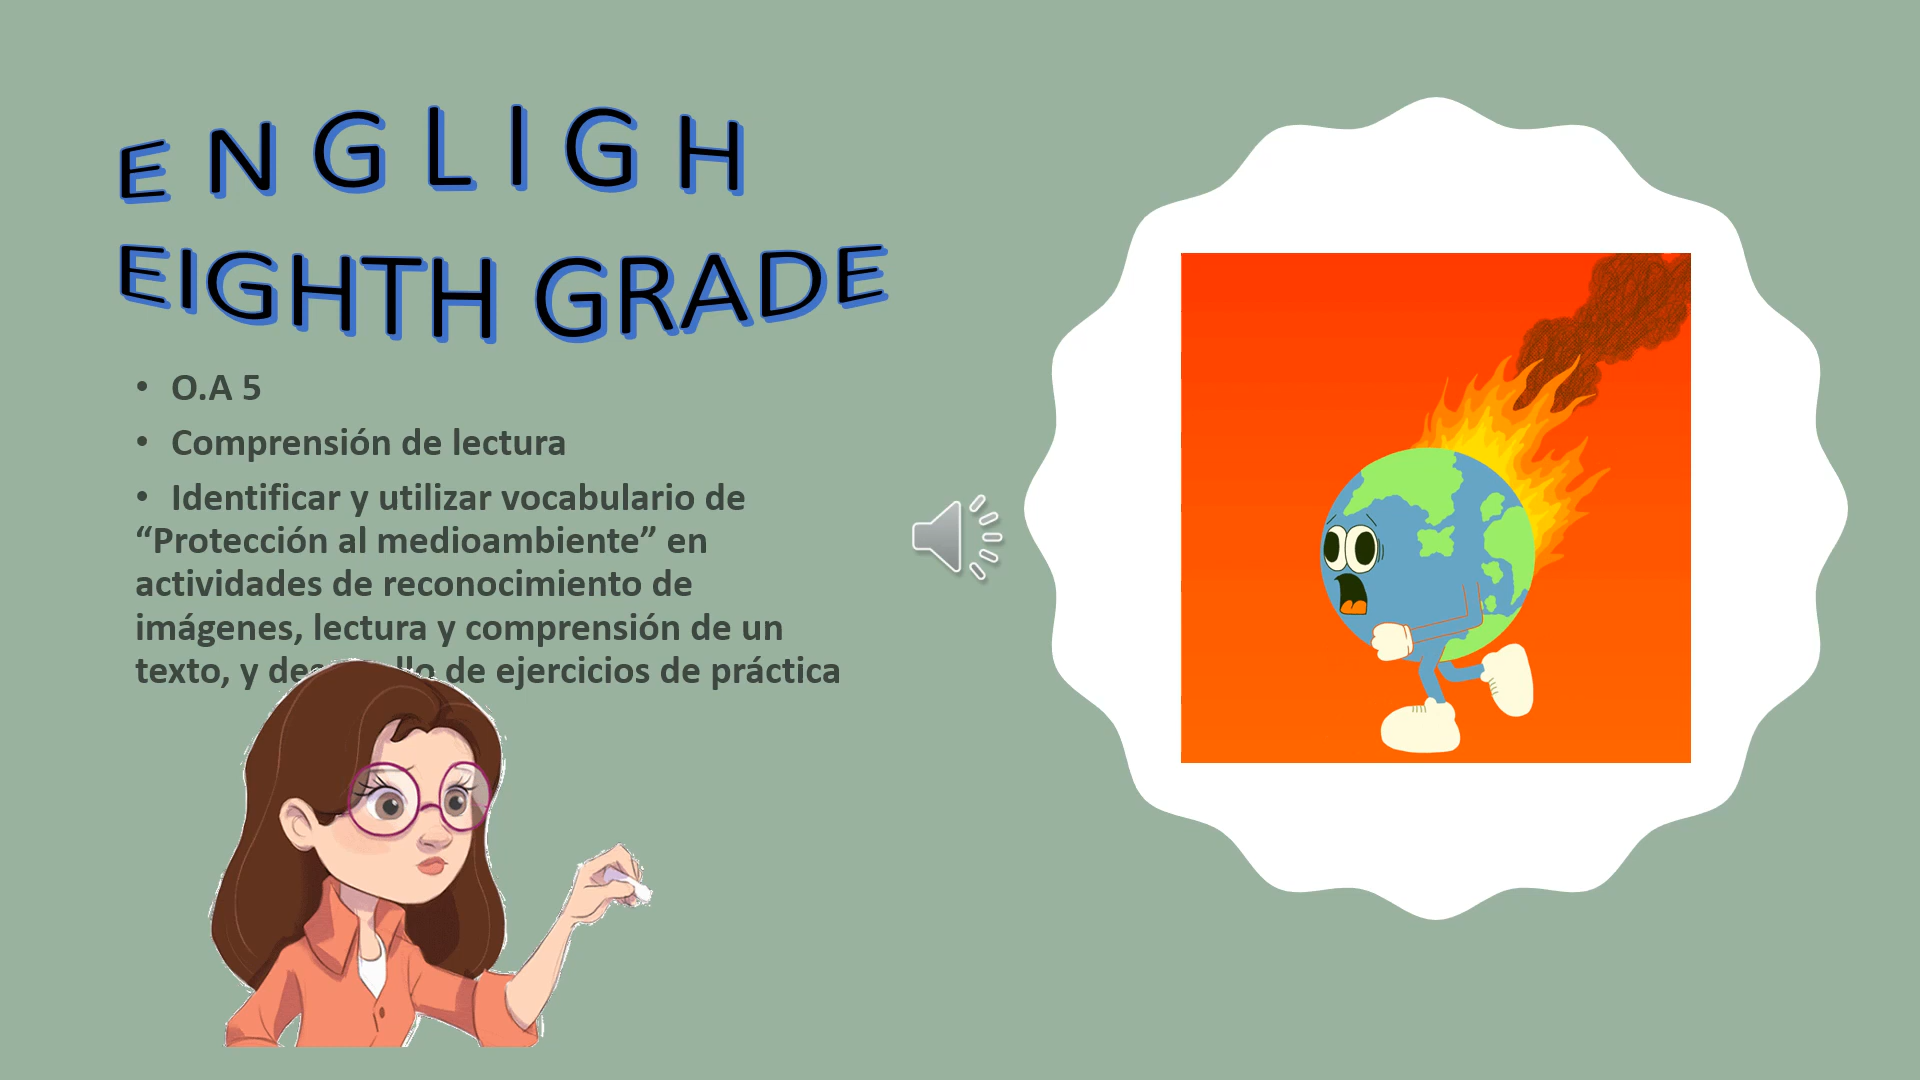 ENGLIGH
EIGHTH GRADE
• O.A 5
• Comprensión de lectura
• Identificar y utilizar vocabulario de
“Protección al medioambiente” en
actividades de reconocimiento de
imágenes, lectura y comprensión de un
texto, y de ejercicios de práctica